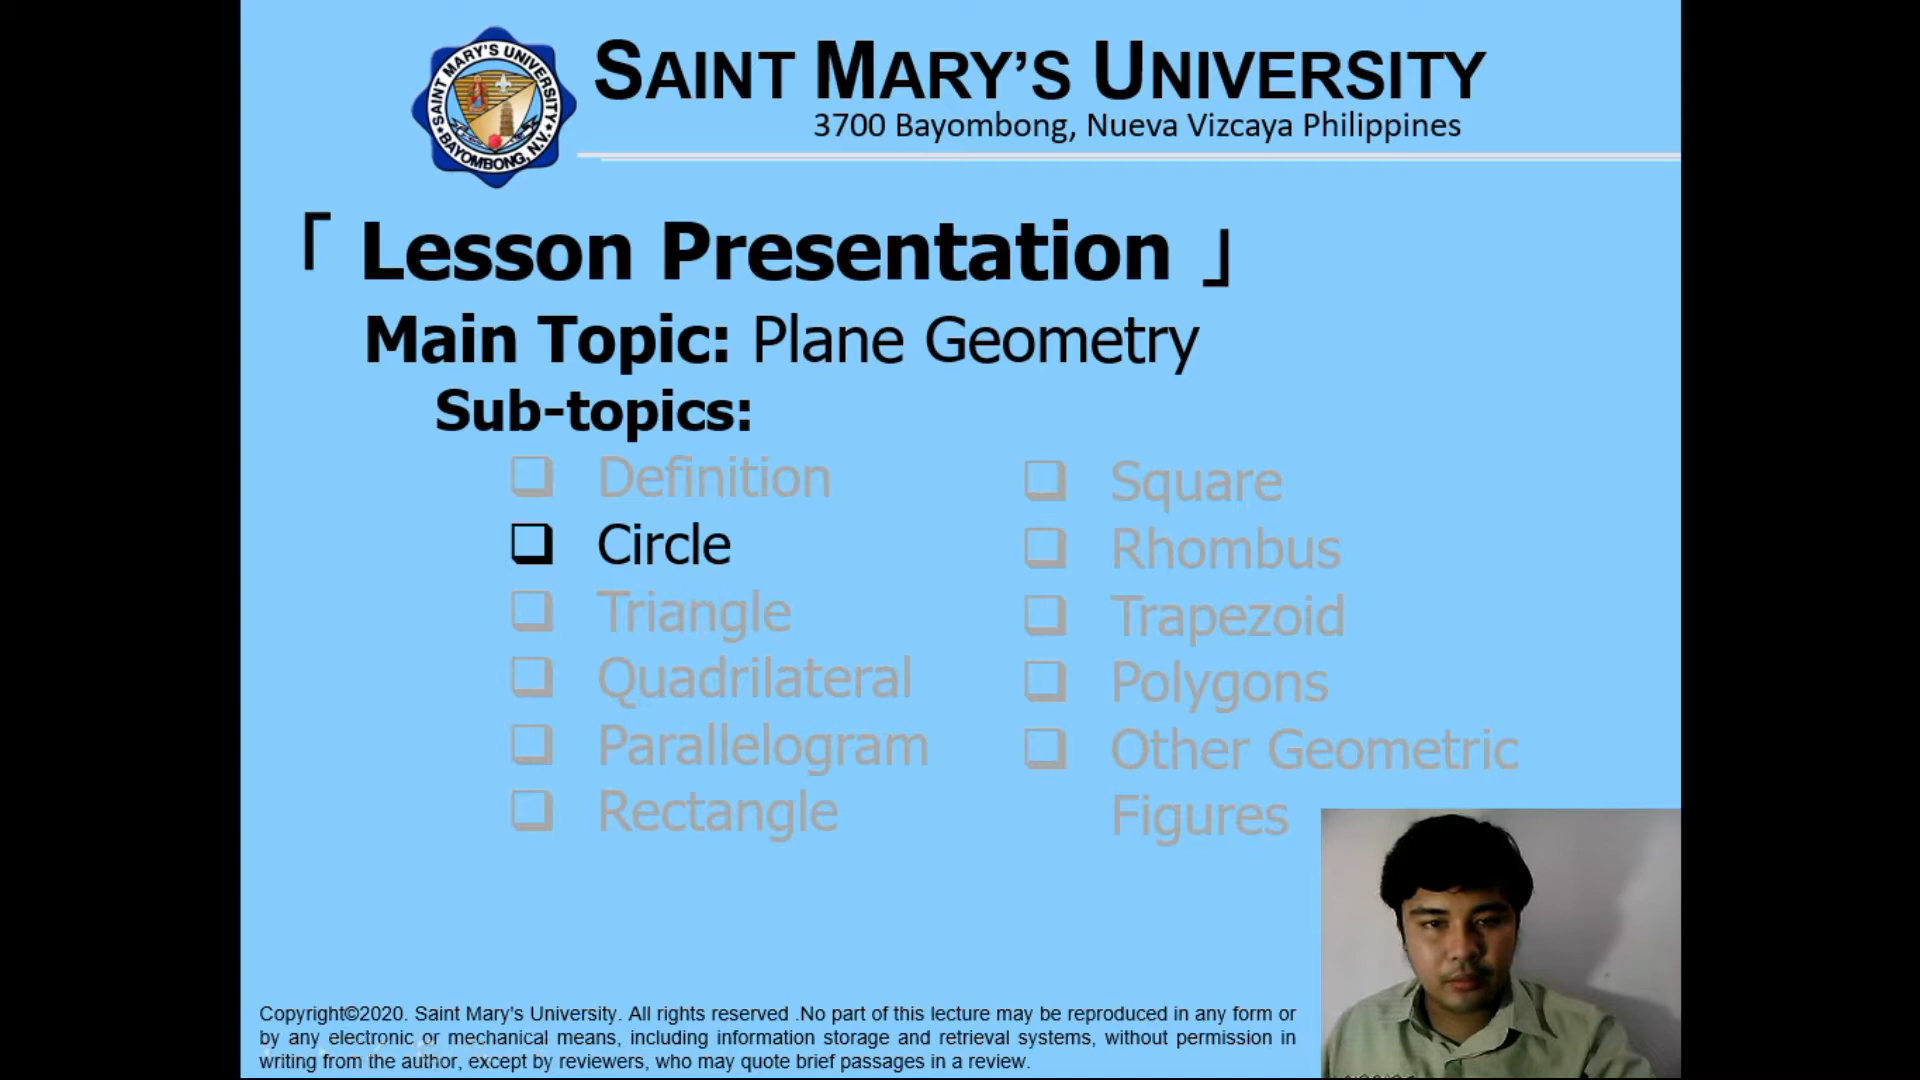 SAINT MARY'S UNIVERSITY
BAYOMBONG, N.V.
SAINT MARY’S UNIVERSITY
3700 Bayombong, Nueva Vizcaya Philippines
「 Lesson Presentation 」
Main Topic: Plane Geometry
Sub-topics:
❑ Definition
❑ Circle
❑ Triangle
❑ Quadrilateral
❑ Parallelogram
❑ Rectangle
❑ Square
❑ Rhombus
❑ Trapezoid
❑ Polygons
❑ Other Geometric
Figures
Copyright©2020. Saint Mary's University. All rights reserved .No part of this lecture may be reproduced in any form or
by any electronic or mechanical means, including information storage and retrieval systems, without permission in
writing from the author, except by reviewers, who may quote brief passages in a review.